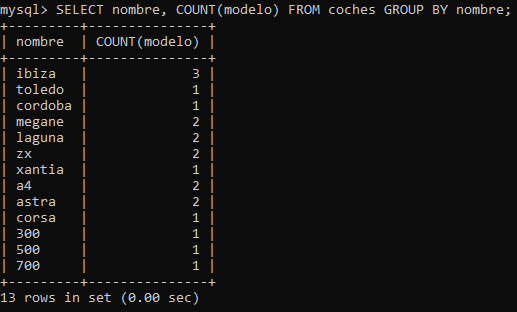 mysql> SELECT nombre, COUNT(modelo) FROM coches GROUP BY nombre;
+---------+---------------+
| nombre  | COUNT(modelo) |
+---------+---------------+
| ibiza   |             3 |
| toledo  |             1 |
| cordoba |             1 |
| megane  |             2 |
| laguna  |             2 |
| zx      |             2 |
| xantia  |             1 |
| a4      |             2 |
| astra   |             2 |
| corsa   |             1 |
| 300     |             1 |
| 500     |             1 |
| 700     |             1 |
+---------+---------------+
13 rows in set (0.00 sec)